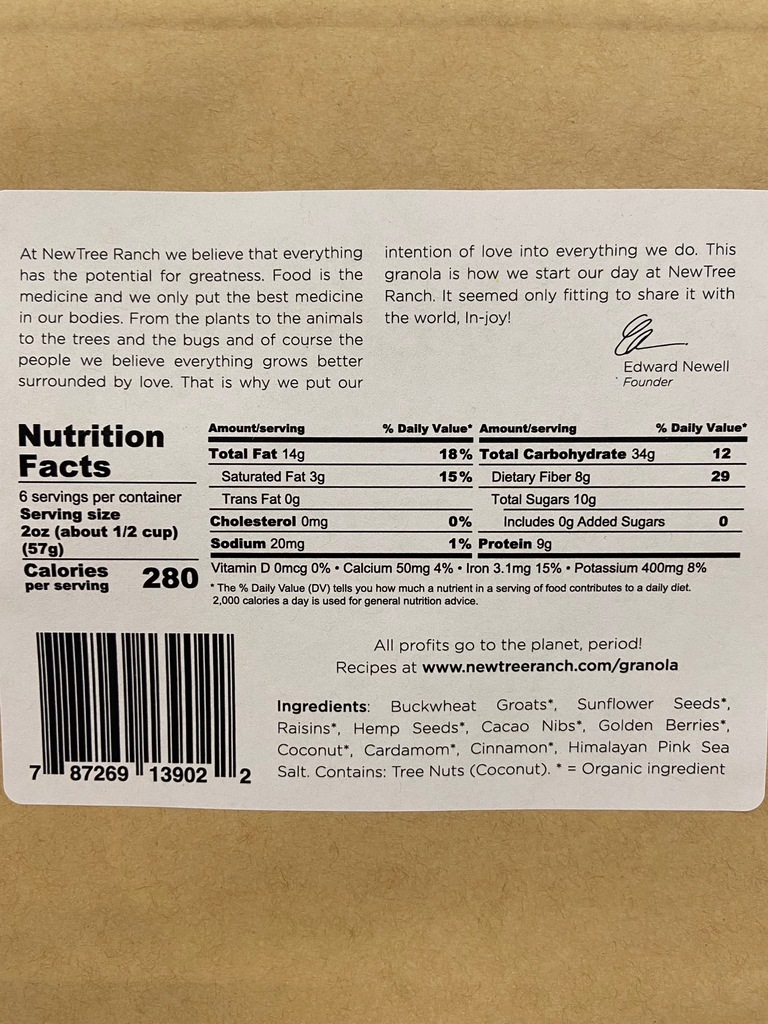 At NewTree Ranch we believe that everything
has the potential for greatness. Food is the
medicine and we only put the best medicine
in our bodies. From the plants to the animals
to the trees and the bugs and of course the
people we believe everything grows better
surrounded by love. That is why we put our
intention of love into everything we do. This
granola is how we start our day at NewTree
Ranch. It seemed only fitting to share it with
the world, In-joy!
Edward Newell
Founder
Nutrition
Facts
6 servings per container
Serving size
2oz (about 1/2 cup)
(57g)
Calories
per serving
280
Amount/serving % Daily Value*
Total Fat 14g 18%
Saturated Fat 3g 15%
Trans Fat 0g
Cholesterol 0mg 0%
Sodium 20mg 1%
Amount/serving % Daily Value*
Total Carbohydrate 34g 12
Dietary Fiber 8g 29
Total Sugars 10g
Includes 0g Added Sugars 0
Protein 9g
Vitamin D 0mcg 0% • Calcium 50mg 4% • Iron 3.1mg 15% • Potassium 400mg 8%
* The % Daily Value (DV) tells you how much a nutrient in a serving of food contributes to a daily diet.
2,000 calories a day is used for general nutrition advice.
All profits go to the planet, period!
Recipes at www.newtreeranch.com/granola
Ingredients: Buckwheat Groats*, Sunflower Seeds*,
Raisins*, Hemp Seeds*, Cacao Nibs*, Golden Berries*,
Coconut*, Cardamom*, Cinnamon*, Himalayan Pink Sea
Salt. Contains: Tree Nuts (Coconut). * = Organic ingredient
7 87269 13902 2